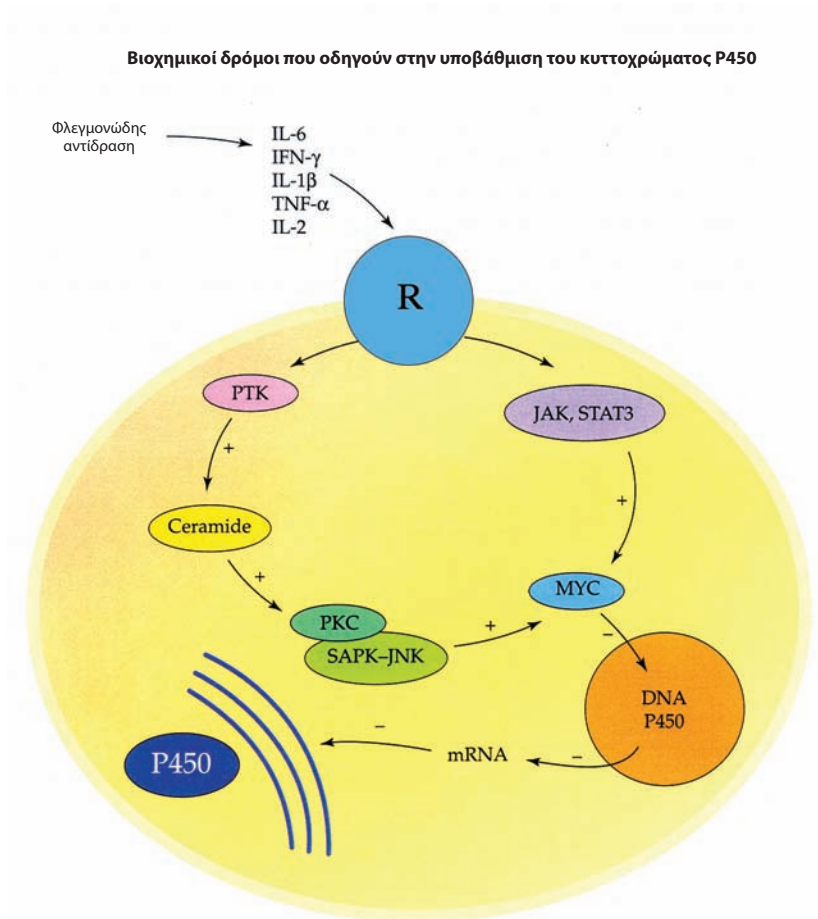 Βιοχημικοί δρόμοι που οδηγούν στην υποβάθμιση του κυττοχρώματος P450
Φλεγμονώδης
αντίδραση
IL-6
IFN-γ
IL-1β
TNF-α
IL-2
R
PTK
JAK, STAT3
+
+
Ceramide
+
MYC
PKC
+
–
SAPK–JNK
DNA
P450
–
mRNA
–
P450